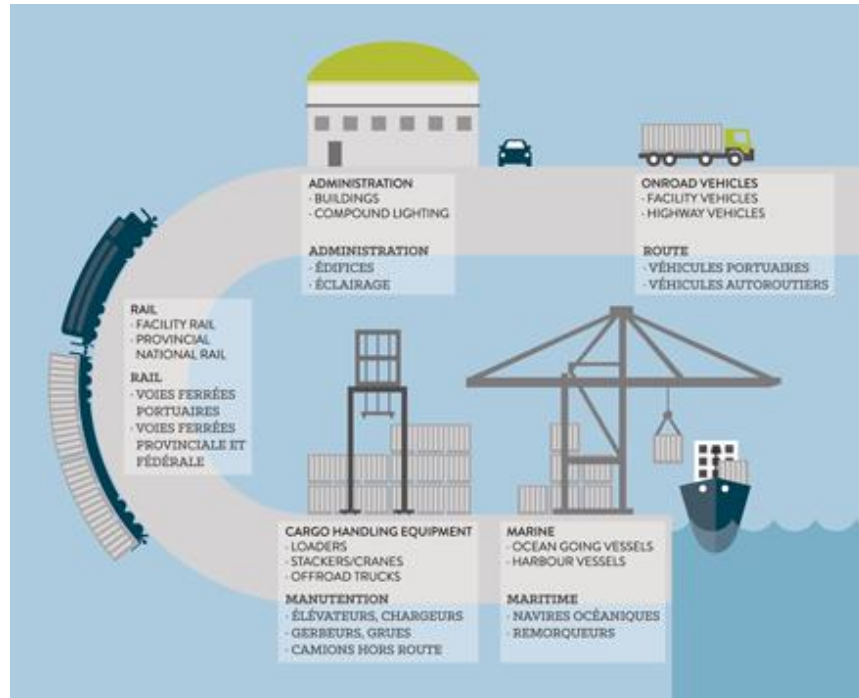 ADMINISTRATION
· BUILDINGS
· COMPOUND LIGHTING
ADMINISTRATION
· ÉDIFICES
· ÉCLAIRAGE
ONROAD VEHICLES
· FACILITY VEHICLES
· HIGHWAY VEHICLES
ROUTE
· VÉHICULES PORTUAIRES
· VÉHICULES AUTOROUTIERS
RAIL
· FACILITY RAIL
· PROVINCIAL
NATIONAL RAIL
RAIL
· VOIES FERRÉES
PORTUAIRES
· VOIES FERRÉES
PROVINCIALE ET
FÉDÉRALE
CARGO HANDLING EQUIPMENT
· LOADERS
· STACKERS/CRANES
· OFFROAD TRUCKS
MANUTENTION
· ÉLÉVATEURS, CHARGEURS
· GERBEURS, GRUES
· CAMIONS HORS ROUTE
MARINE
· OCEAN GOING VESSELS
· HARBOUR VESSELS
MARITIME
· NAVIRES OCÉANIQUES
· REMORQUEURS